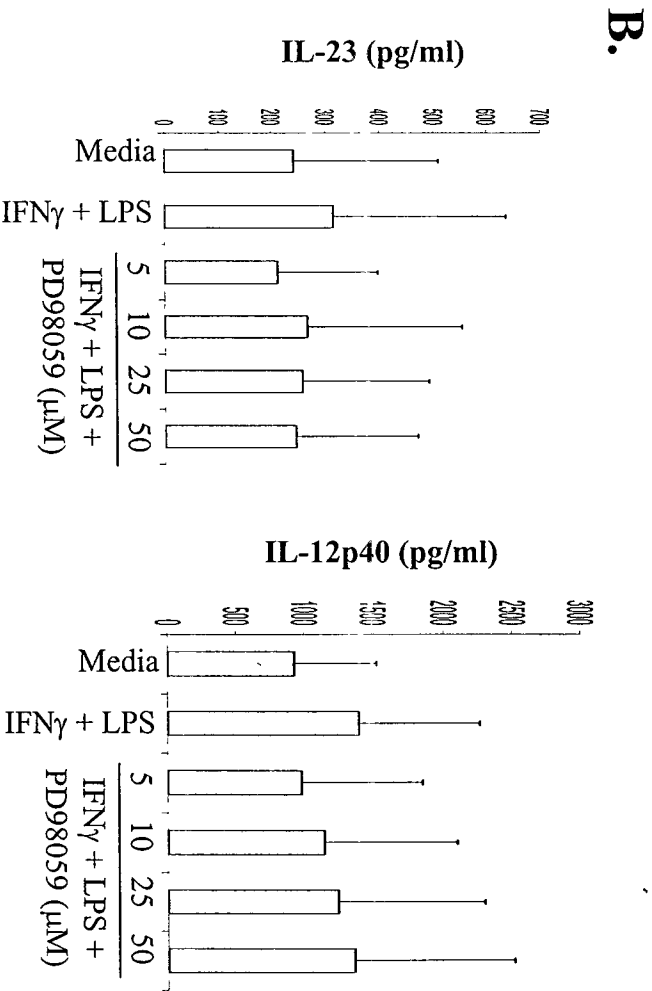 B.
IL-23 (pg/ml)
700
600
500
400
300
200
100
0
Media
IFNγ + LPS
5 10 25 50
IFNγ + LPS +
PD98059 (μM)
IL-12p40 (pg/ml)
3000
2500
2000
1500
1000
500
0
Media
IFNγ + LPS
5 10 25 50
IFNγ + LPS +
PD98059 (μM)